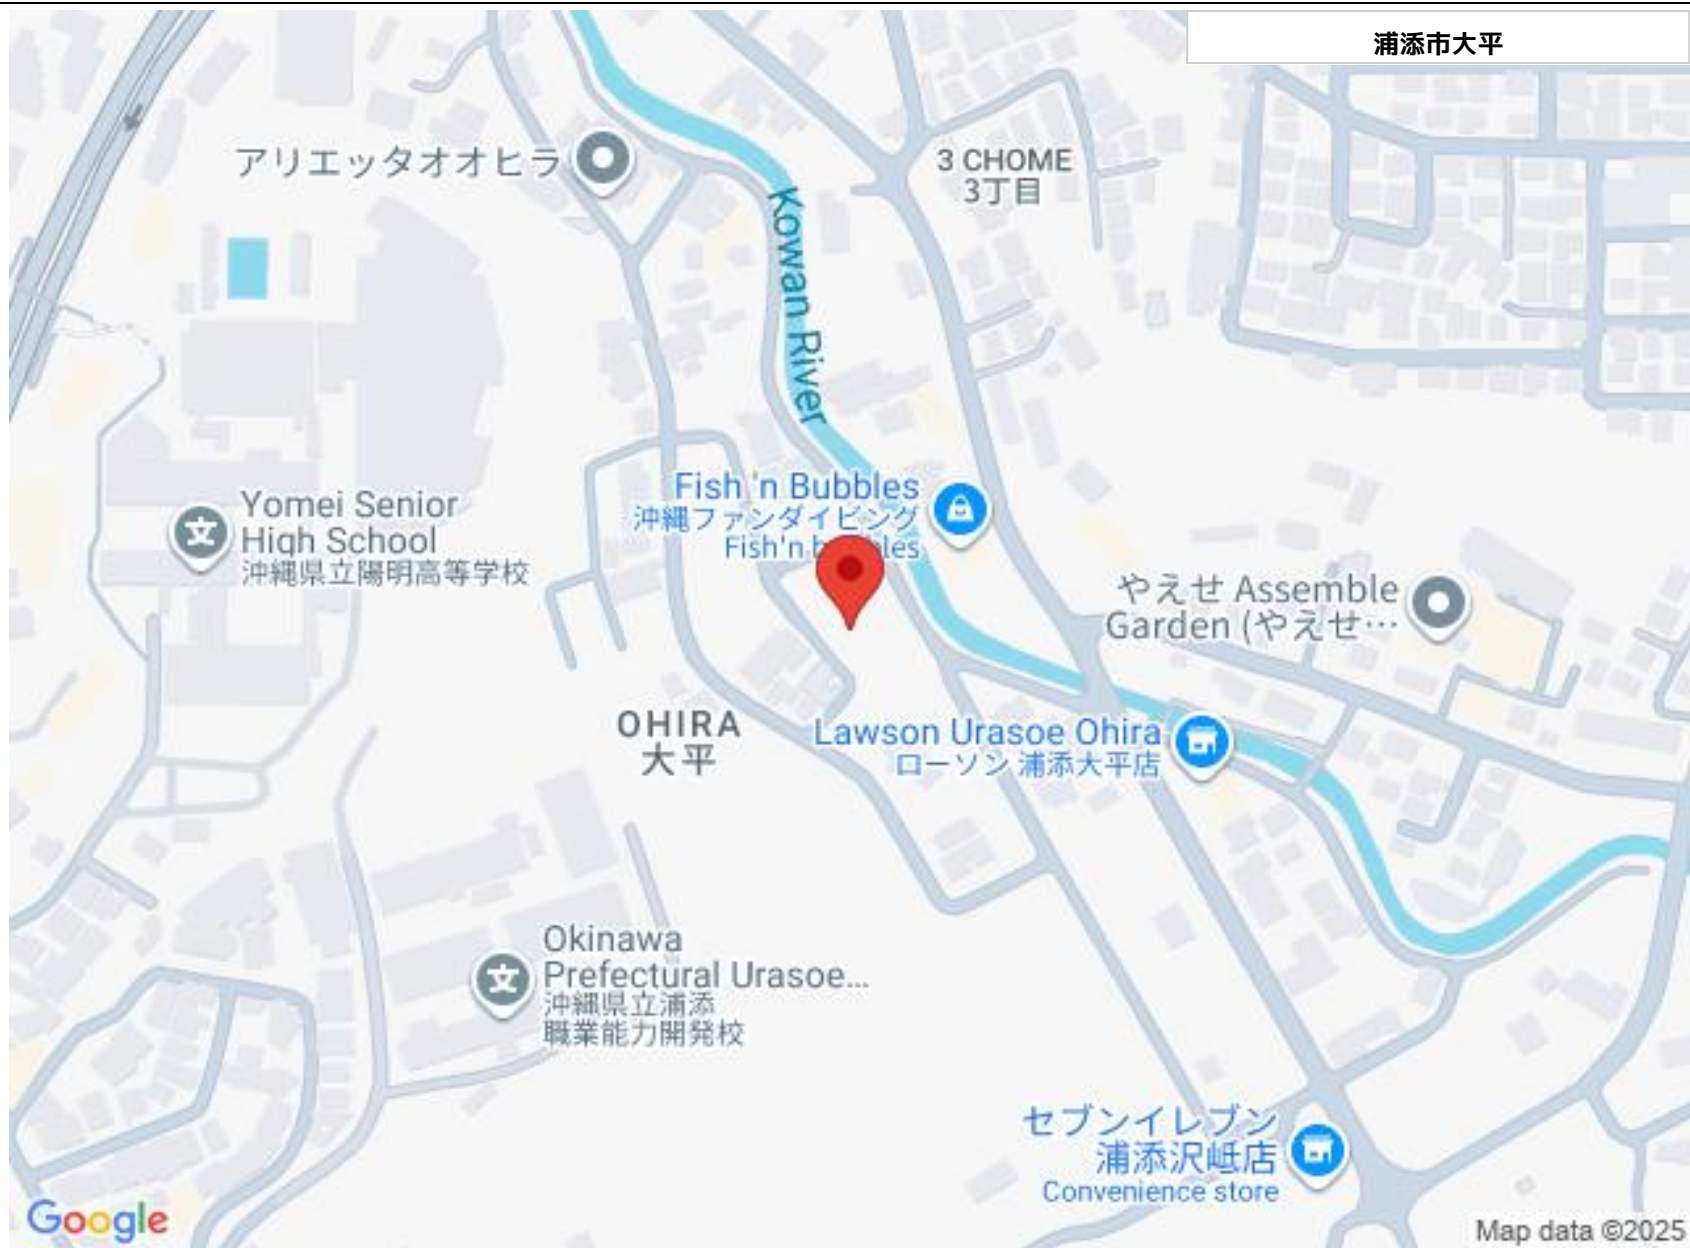 浦添市大平
アリエッタオオヒラ
3 CHOME
3丁目
Kowan River
Fish 'n Bubbles
沖縄ファンダイビング
Yomei Senior
High School
沖縄県立陽明高等学校
やえせ Assemble
Garden (やえせ…
OHIRA
大平
Lawson Urasoe Ohira
ローソン 浦添大平店
Okinawa
Prefectural Urasoe...
沖縄県立浦添
職業能力開発校
セブンイレブン
浦添沢岻店
Convenience store
Google
Map data ©2025